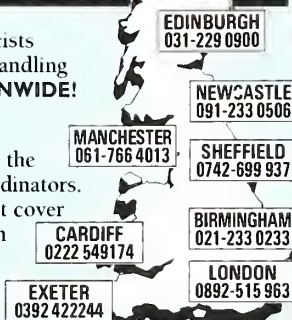 EDINBURGH
031-229 0900
NEWCASTLE
091-233 0506
MANCHESTER
061-766 4013
SHEFFIELD
0742-699 937
BIRMINGHAM
021-233 0233
CARDIFF
0222 549174
LONDON
0892-515 963
EXETER
0392 422244
andling
NWIDE!
the
dinators.
t cover